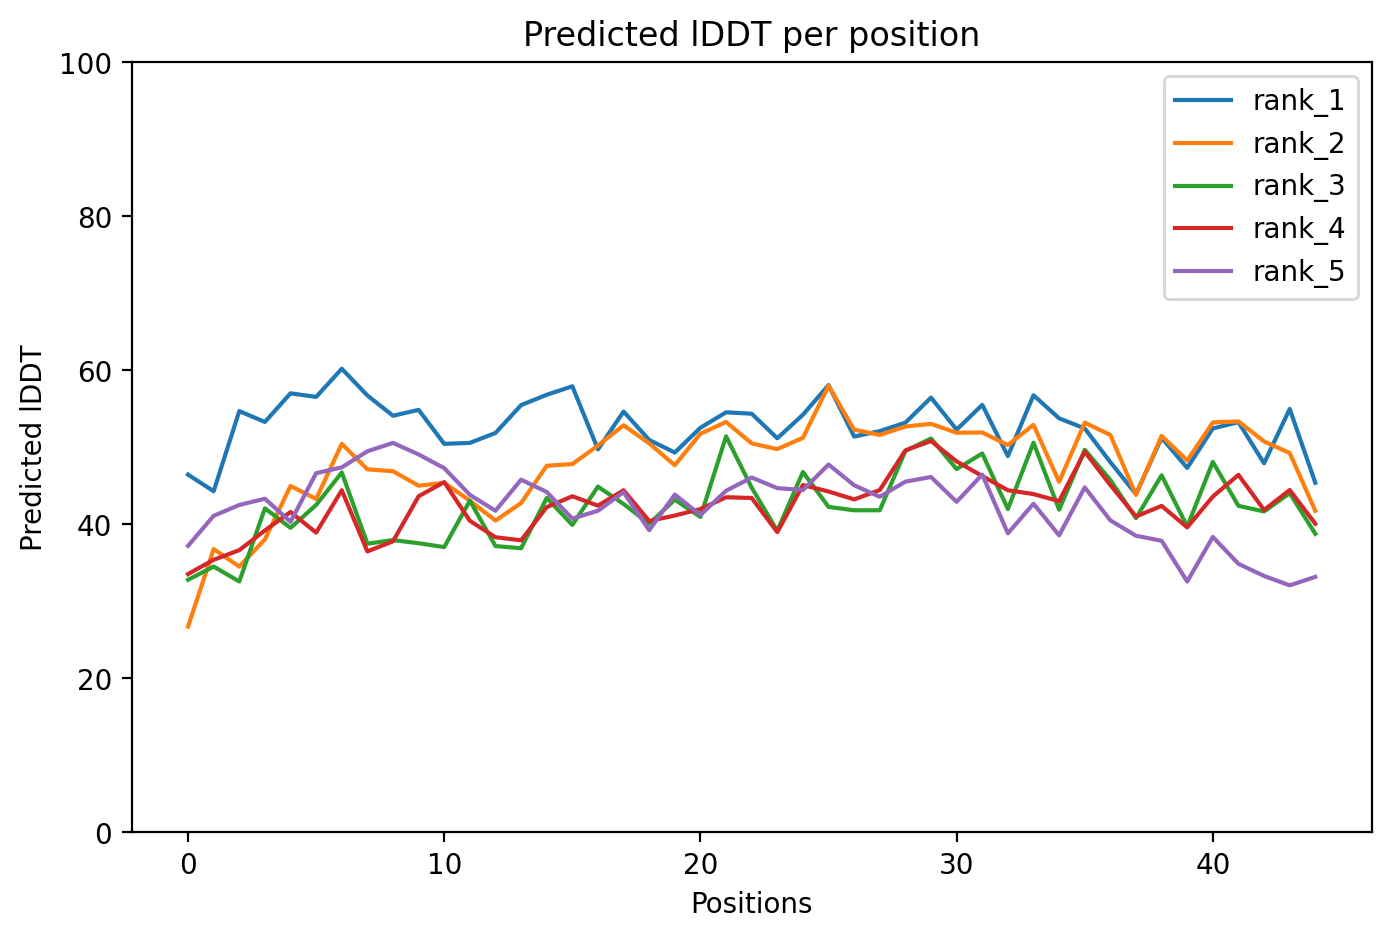 Predicted lDDT per position
100
80
60
40
20
0
Predicted lDDT
0 10 20 30 40
Positions
rank_1
rank_2
rank_3
rank_4
rank_5